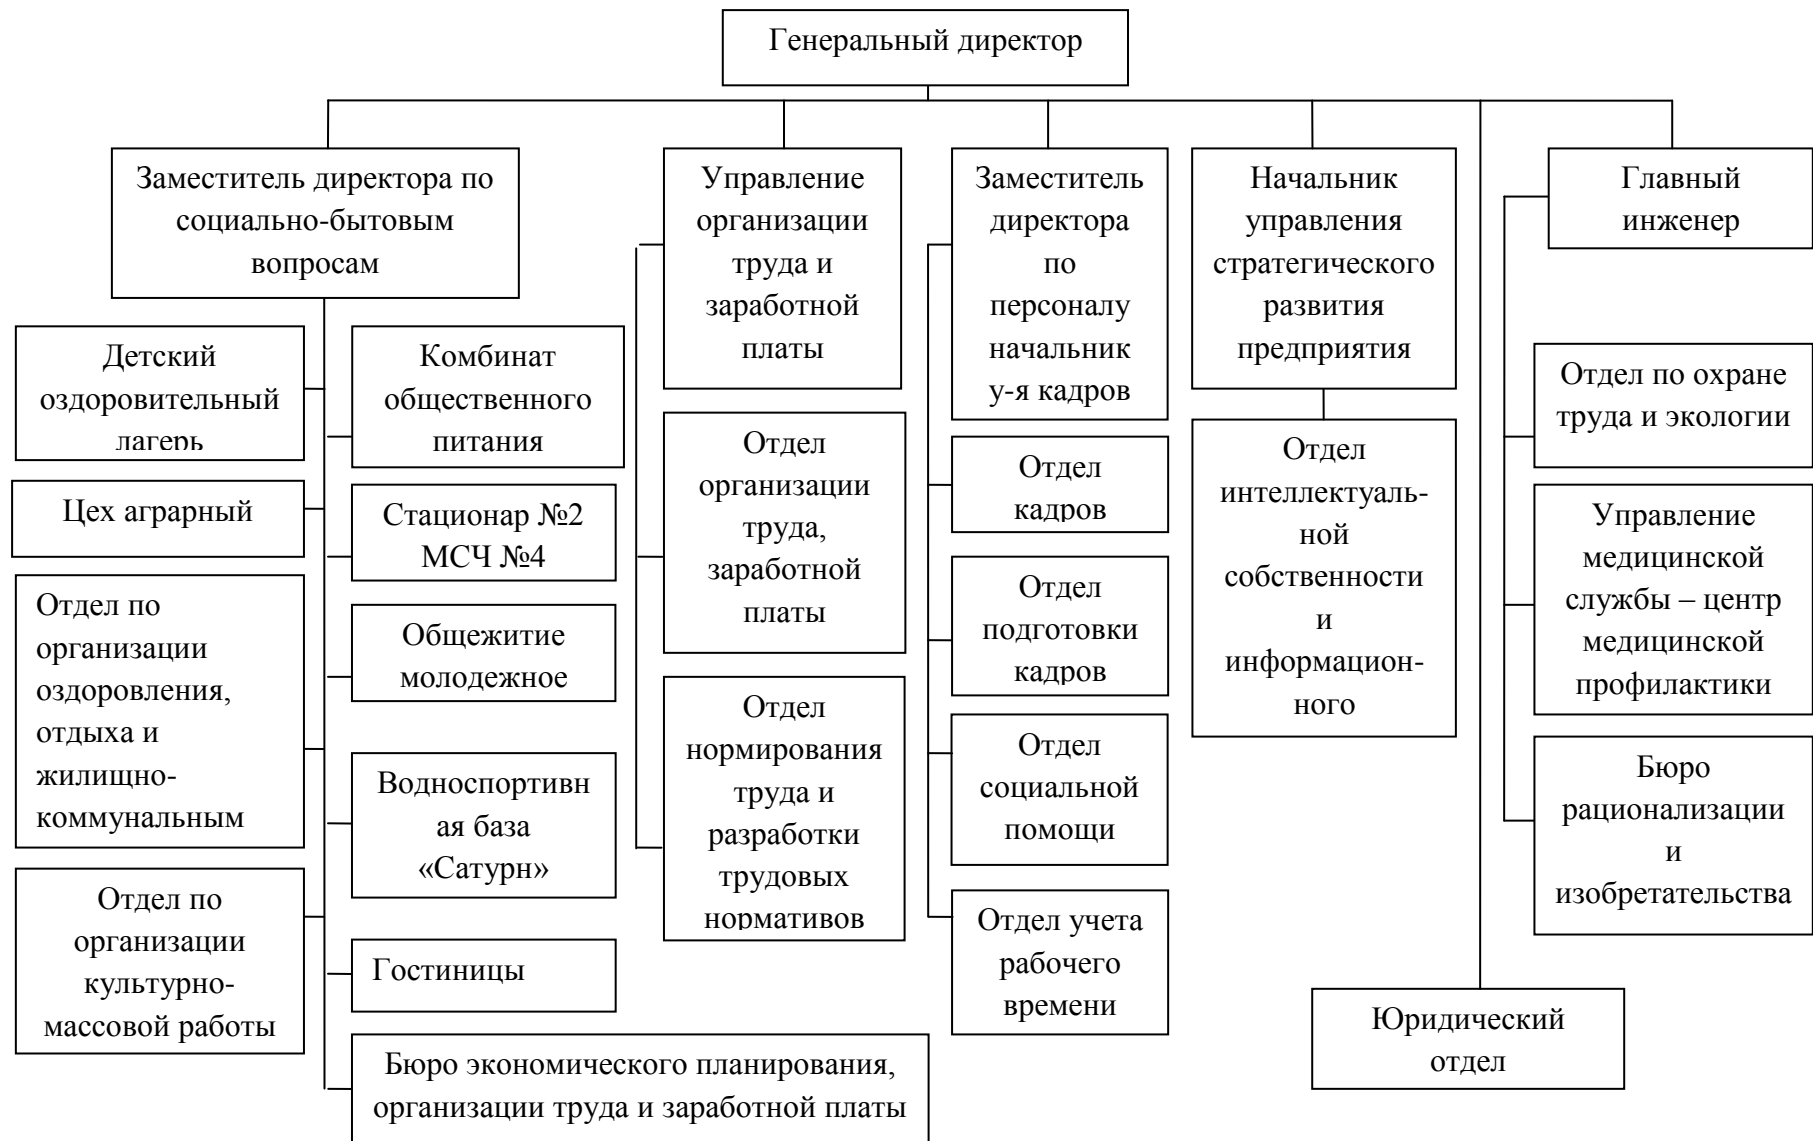 Генеральный директор
Заместитель директора по
социально-бытовым
вопросам
Управление
организации
труда и
заработной
платы
Заместитель
директора
по
персоналу
начальник
у-я кадров
Начальник
управления
стратегического
развития
предприятия
Главный
инженер
Детский
оздоровительный
лагерь
Комбинат
общественного
питания
Цех аграрный
Стационар №2
МСЧ №4
Отдел по
организации
оздоровления,
отдыха и
жилищно-
коммунальным
Общежитие
молодежное
Водноспортивн
ая база
«Сатурн»
Отдел по
организации
культурно-
массовой работы
Гостиницы
Бюро экономического планирования,
организации труда и заработной платы
Отдел
организации
труда,
заработной
платы
Отдел
нормирования
труда и
разработки
трудовых
нормативов
Отдел
кадров
Отдел
подготовки
кадров
Отдел
социальной
помощи
Отдел учета
рабочего
времени
Отдел
интеллектуаль-
ной
собственности
и
информацион-
ного
Отдел по охране
труда и экологии
Управление
медицинской
службы – центр
медицинской
профилактики
Бюро
рационализации
и
изобретательства
Юридический
отдел